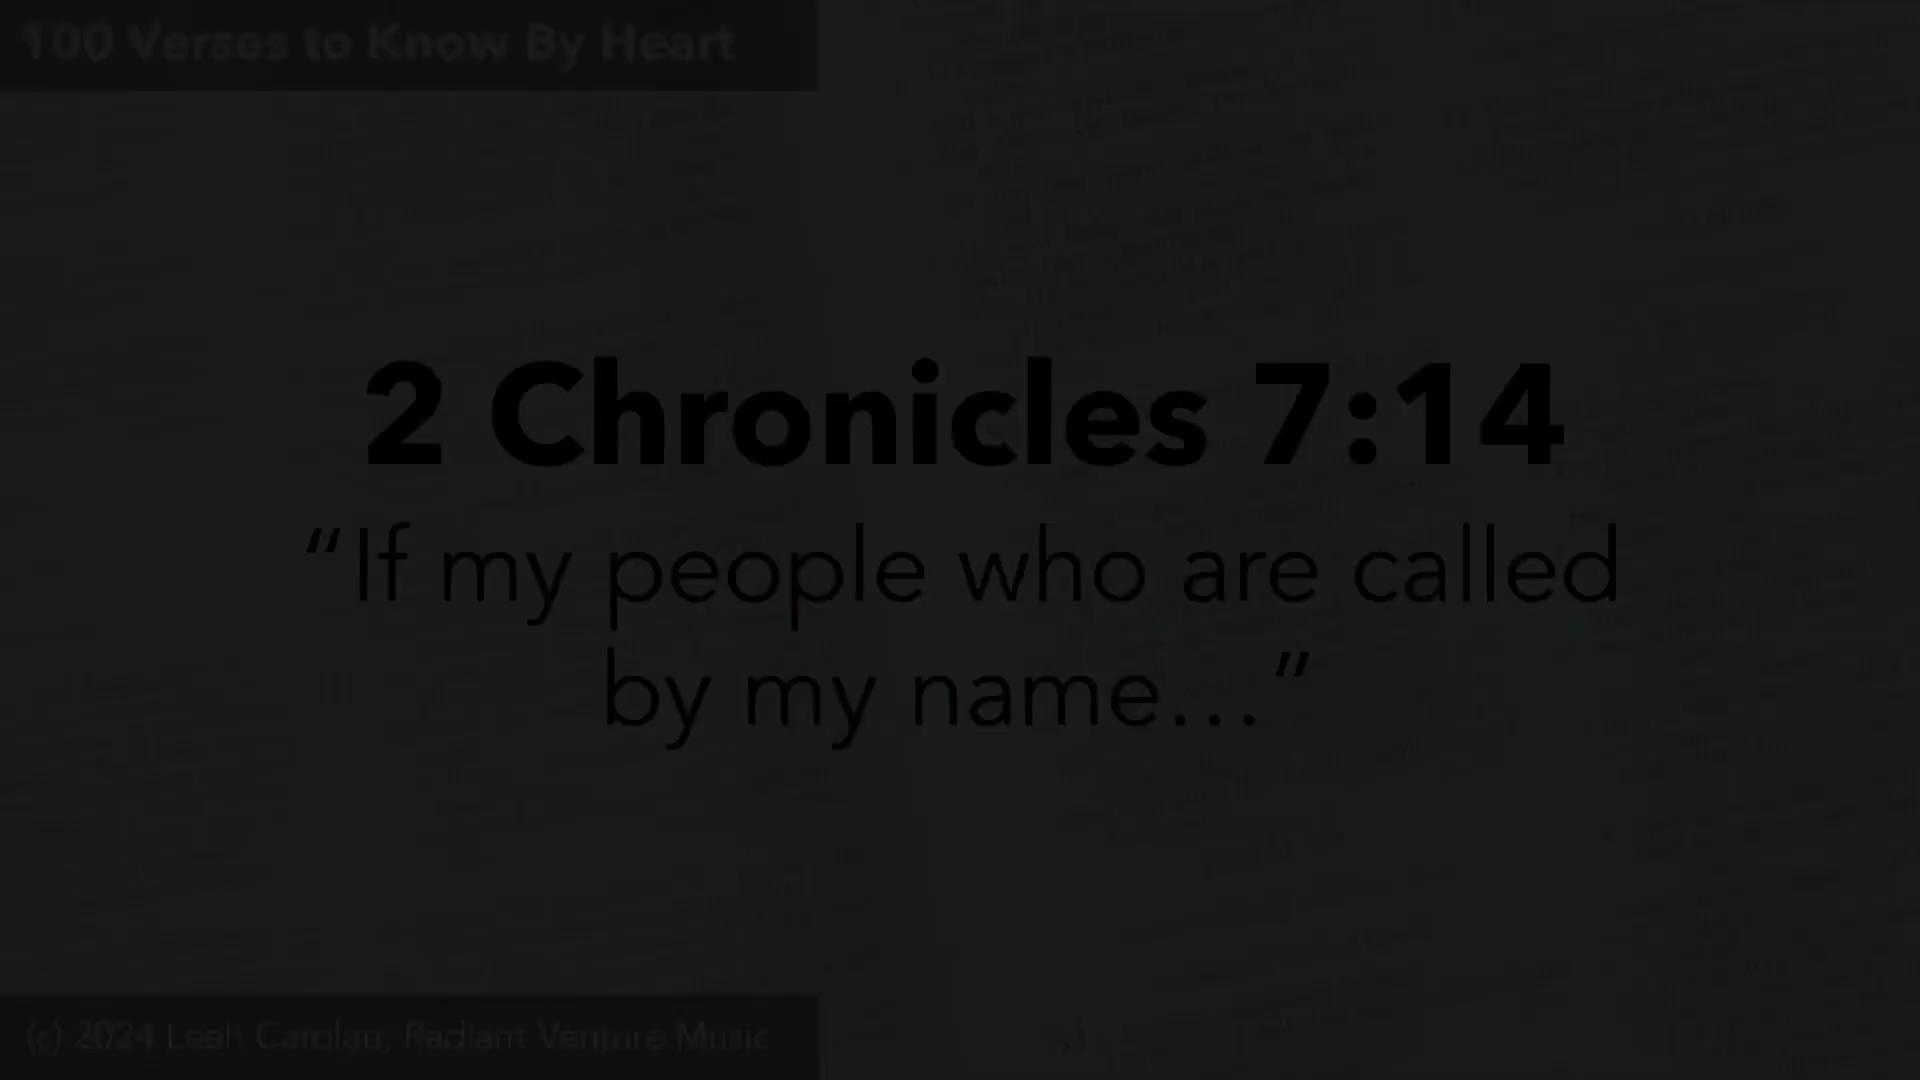 100 Verses to Know By Heart
2 Chronicles 7:14
“If my people who are called
by my name...”
(c) 2024 Leah Carolan, Radiant Venture Music